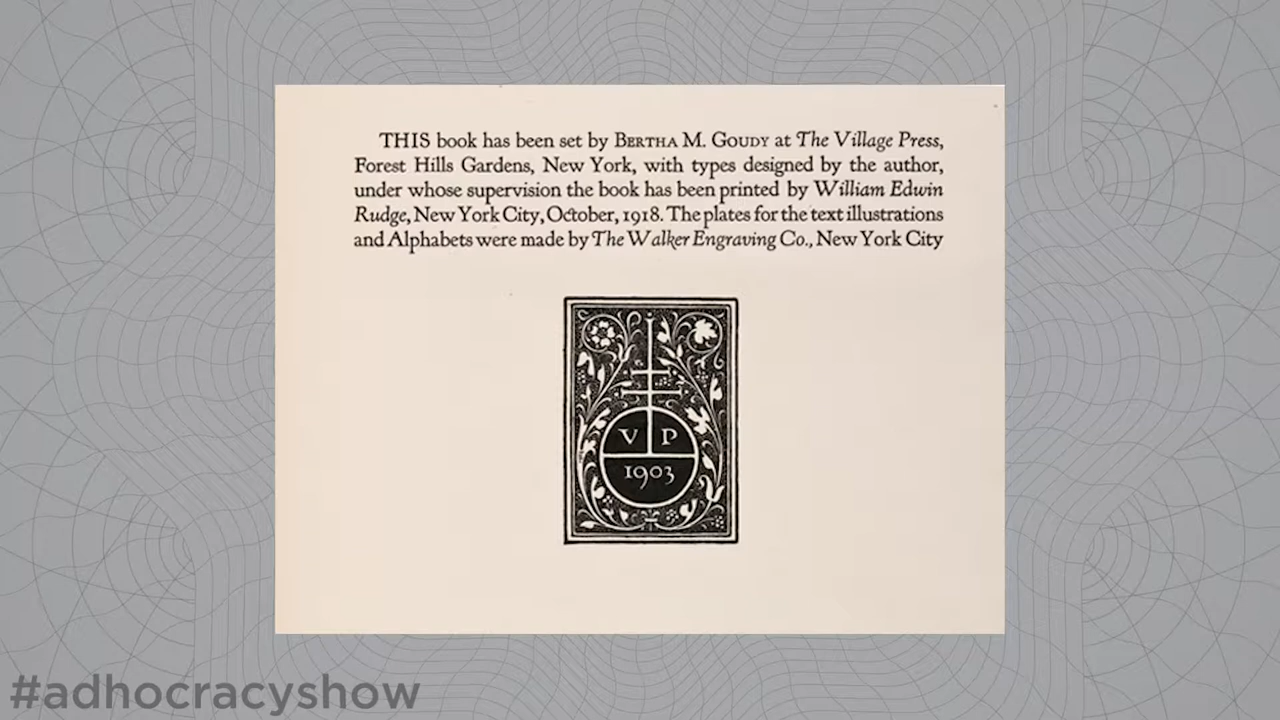 THIS book has been set by BERTHA M. GOUDY at The Village Press,
Forest Hills Gardens, New York, with types designed by the author,
under whose supervision the book has been printed by William Edwin
Rudge, New York City, October, 1918. The plates for the text illustrations
and Alphabets were made by The Walker Engraving Co., New York City
V P
1903
#adhocracyshow